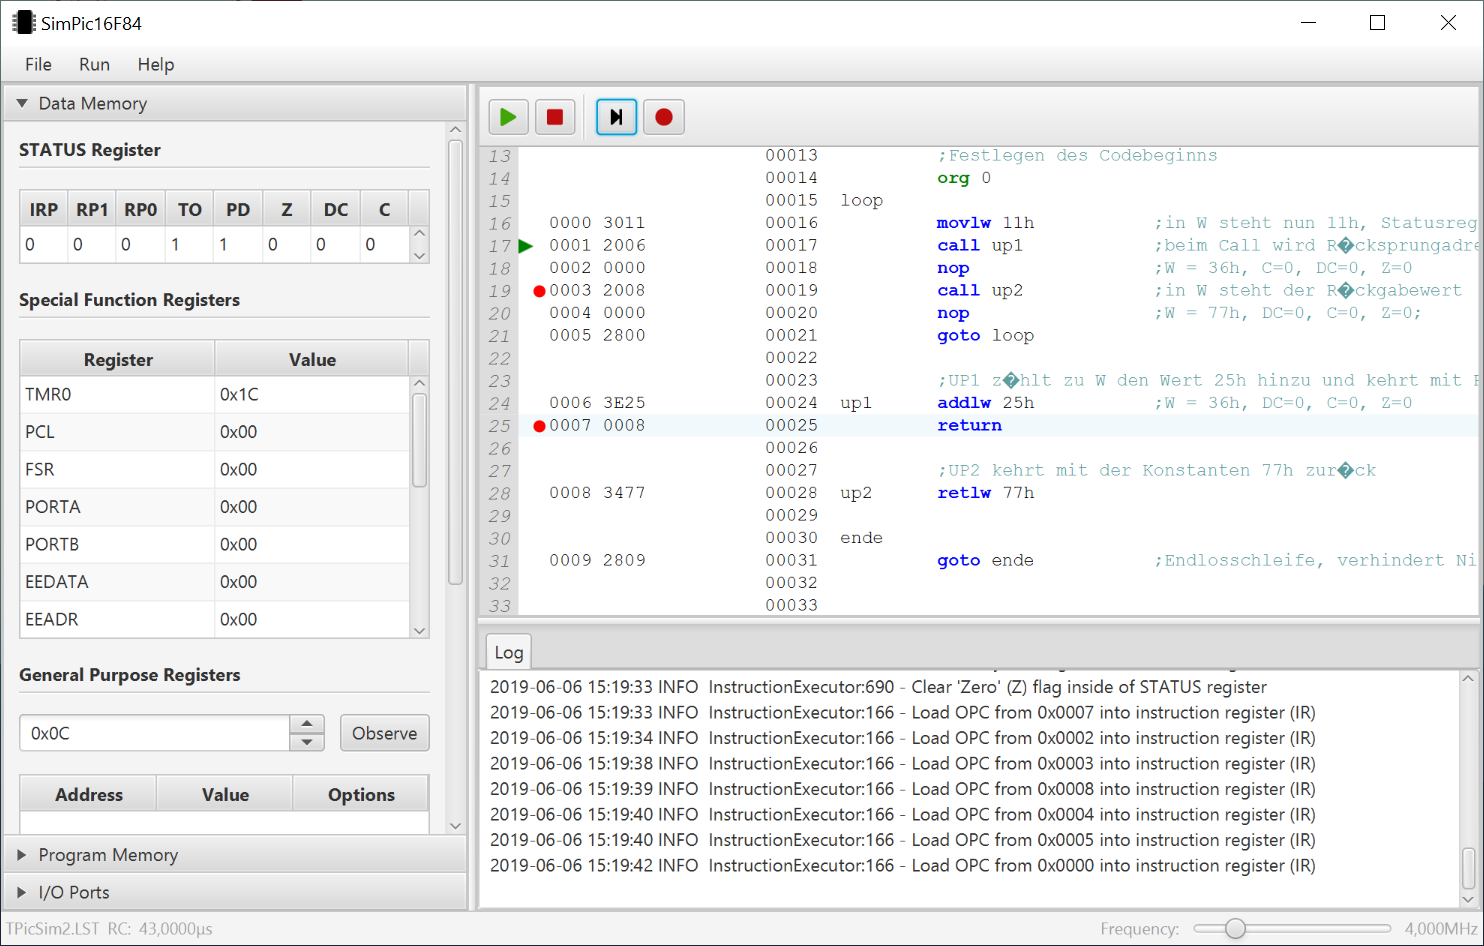 SimPic16F84
File Run Help
Data Memory
STATUS Register
IRP RP1 RP0 TO PD Z DC C
0 0 0 1 1 0 0 0
Special Function Registers
Register Value
TMR0 0x1C
PCL 0x00
FSR 0x00
PORTA 0x00
PORTB 0x00
EEDATA 0x00
EEADR 0x00
General Purpose Registers
0x0C Observe
Address Value Options
Program Memory
I/O Ports
13 00013 ;Festlegen des Codebeginns
14 00014 org 0
15 00015 loop
16 0000 3011 00016 movlw 11h ;in W steht nun 11h, Statusreg
17 0001 2006 00017 call up1 ;beim Call wird R�cksprungadre
18 0002 0000 00018 nop ;W = 36h, C=0, DC=0, Z=0
19 0003 2008 00019 call up2 ;in W steht der R�ckgabewert
20 0004 0000 00020 nop ;W = 77h, DC=0, C=0, Z=0;
21 0005 2800 00021 goto loop
22 00022
23 00023 ;UP1 z�hlt zu W den Wert 25h hinzu und kehrt mit
24 0006 3E25 00024 up1 addlw 25h ;W = 36h, DC=0, C=0, Z=0
25 0007 0008 00025 return
26 00026
27 00027 ;UP2 kehrt mit der Konstanten 77h zur�ck
28 0008 3477 00028 up2 retlw 77h
29 00029
30 00030 ende
31 0009 2809 00031 goto ende ;Endlosschleife, verhindert Ni
32 00032
33 00033
Log
2019-06-06 15:19:33 INFO InstructionExecutor:690 - Clear 'Zero' (Z) flag inside of STATUS register
2019-06-06 15:19:33 INFO InstructionExecutor:166 - Load OPC from 0x0007 into instruction register (IR)
2019-06-06 15:19:34 INFO InstructionExecutor:166 - Load OPC from 0x0002 into instruction register (IR)
2019-06-06 15:19:38 INFO InstructionExecutor:166 - Load OPC from 0x0003 into instruction register (IR)
2019-06-06 15:19:39 INFO InstructionExecutor:166 - Load OPC from 0x0008 into instruction register (IR)
2019-06-06 15:19:40 INFO InstructionExecutor:166 - Load OPC from 0x0004 into instruction register (IR)
2019-06-06 15:19:40 INFO InstructionExecutor:166 - Load OPC from 0x0005 into instruction register (IR)
2019-06-06 15:19:42 INFO InstructionExecutor:166 - Load OPC from 0x0000 into instruction register (IR)
TPicSim2.LST RC: 43,0000µs
Frequency: 4,000MHz